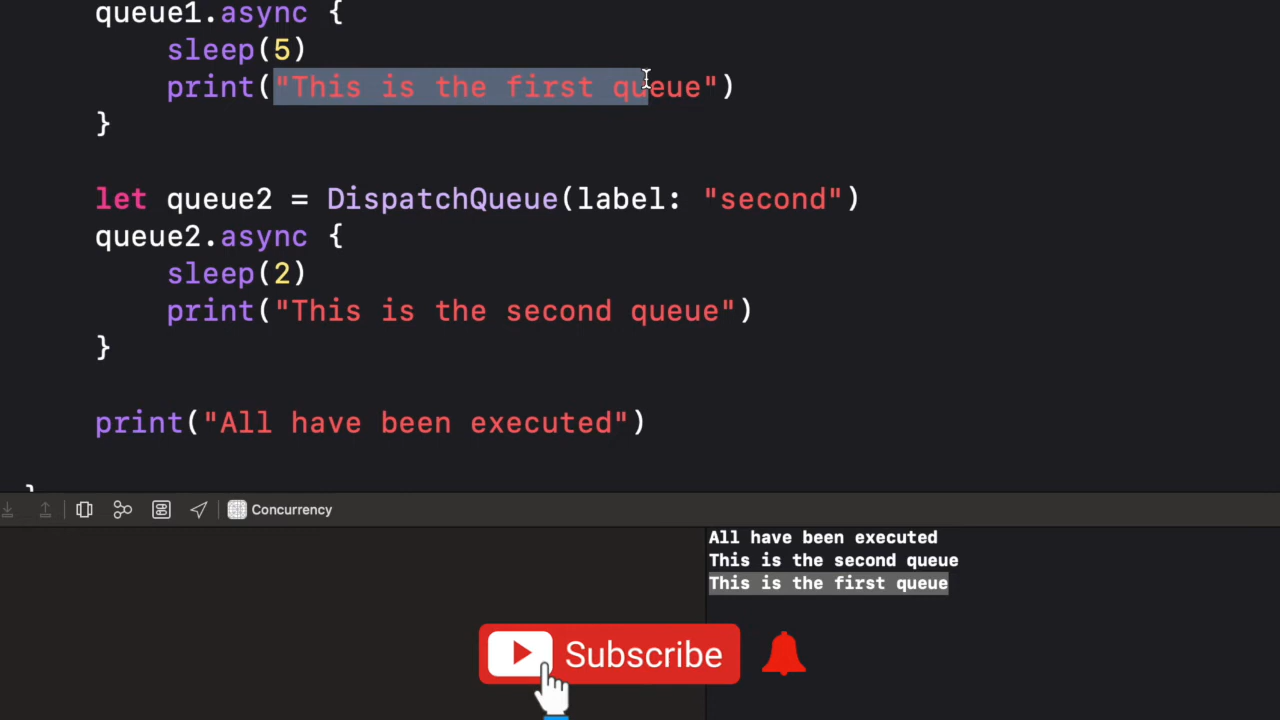 queue1.async {
sleep(5)
print("This is the first queue")
}
let queue2 = DispatchQueue(label: "second")
queue2.async {
sleep(2)
print("This is the second queue")
}
print("All have been executed")
}
Concurrency
All have been executed
This is the second queue
This is the first queue
Subscribe